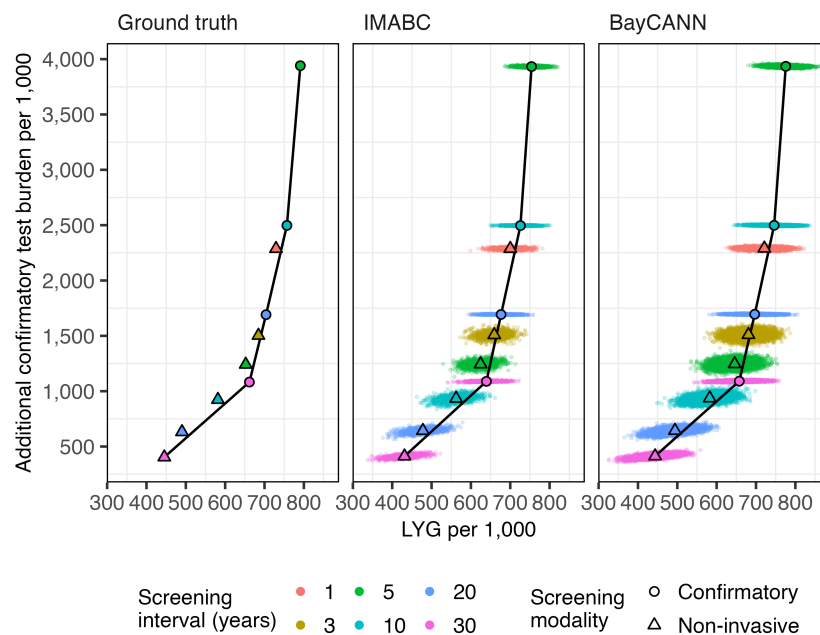 Ground truth
IMABC
BayCANN
Additional confirmatory test burden per 1,000
4,000
3,500
3,000
2,500
2,000
1,500
1,000
500
300 400 500 600 700 800
300 400 500 600 700 800
300 400 500 600 700 800
LYG per 1,000
Screening
interval (years)
1
5
20
3
10
30
Screening
modality
Confirmatory
Non-invasive